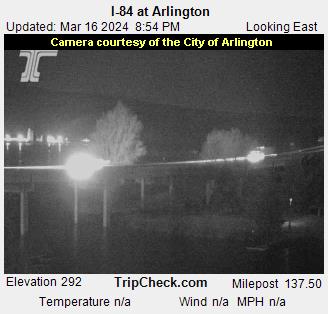 I-84 at Arlington
Updated: Mar 16 2024 8:54 PM Looking East
Camera courtesy of the City of Arlington
Elevation 292 TripCheck.com Milepost 137.50
Temperature n/a Wind n/a MPH n/a